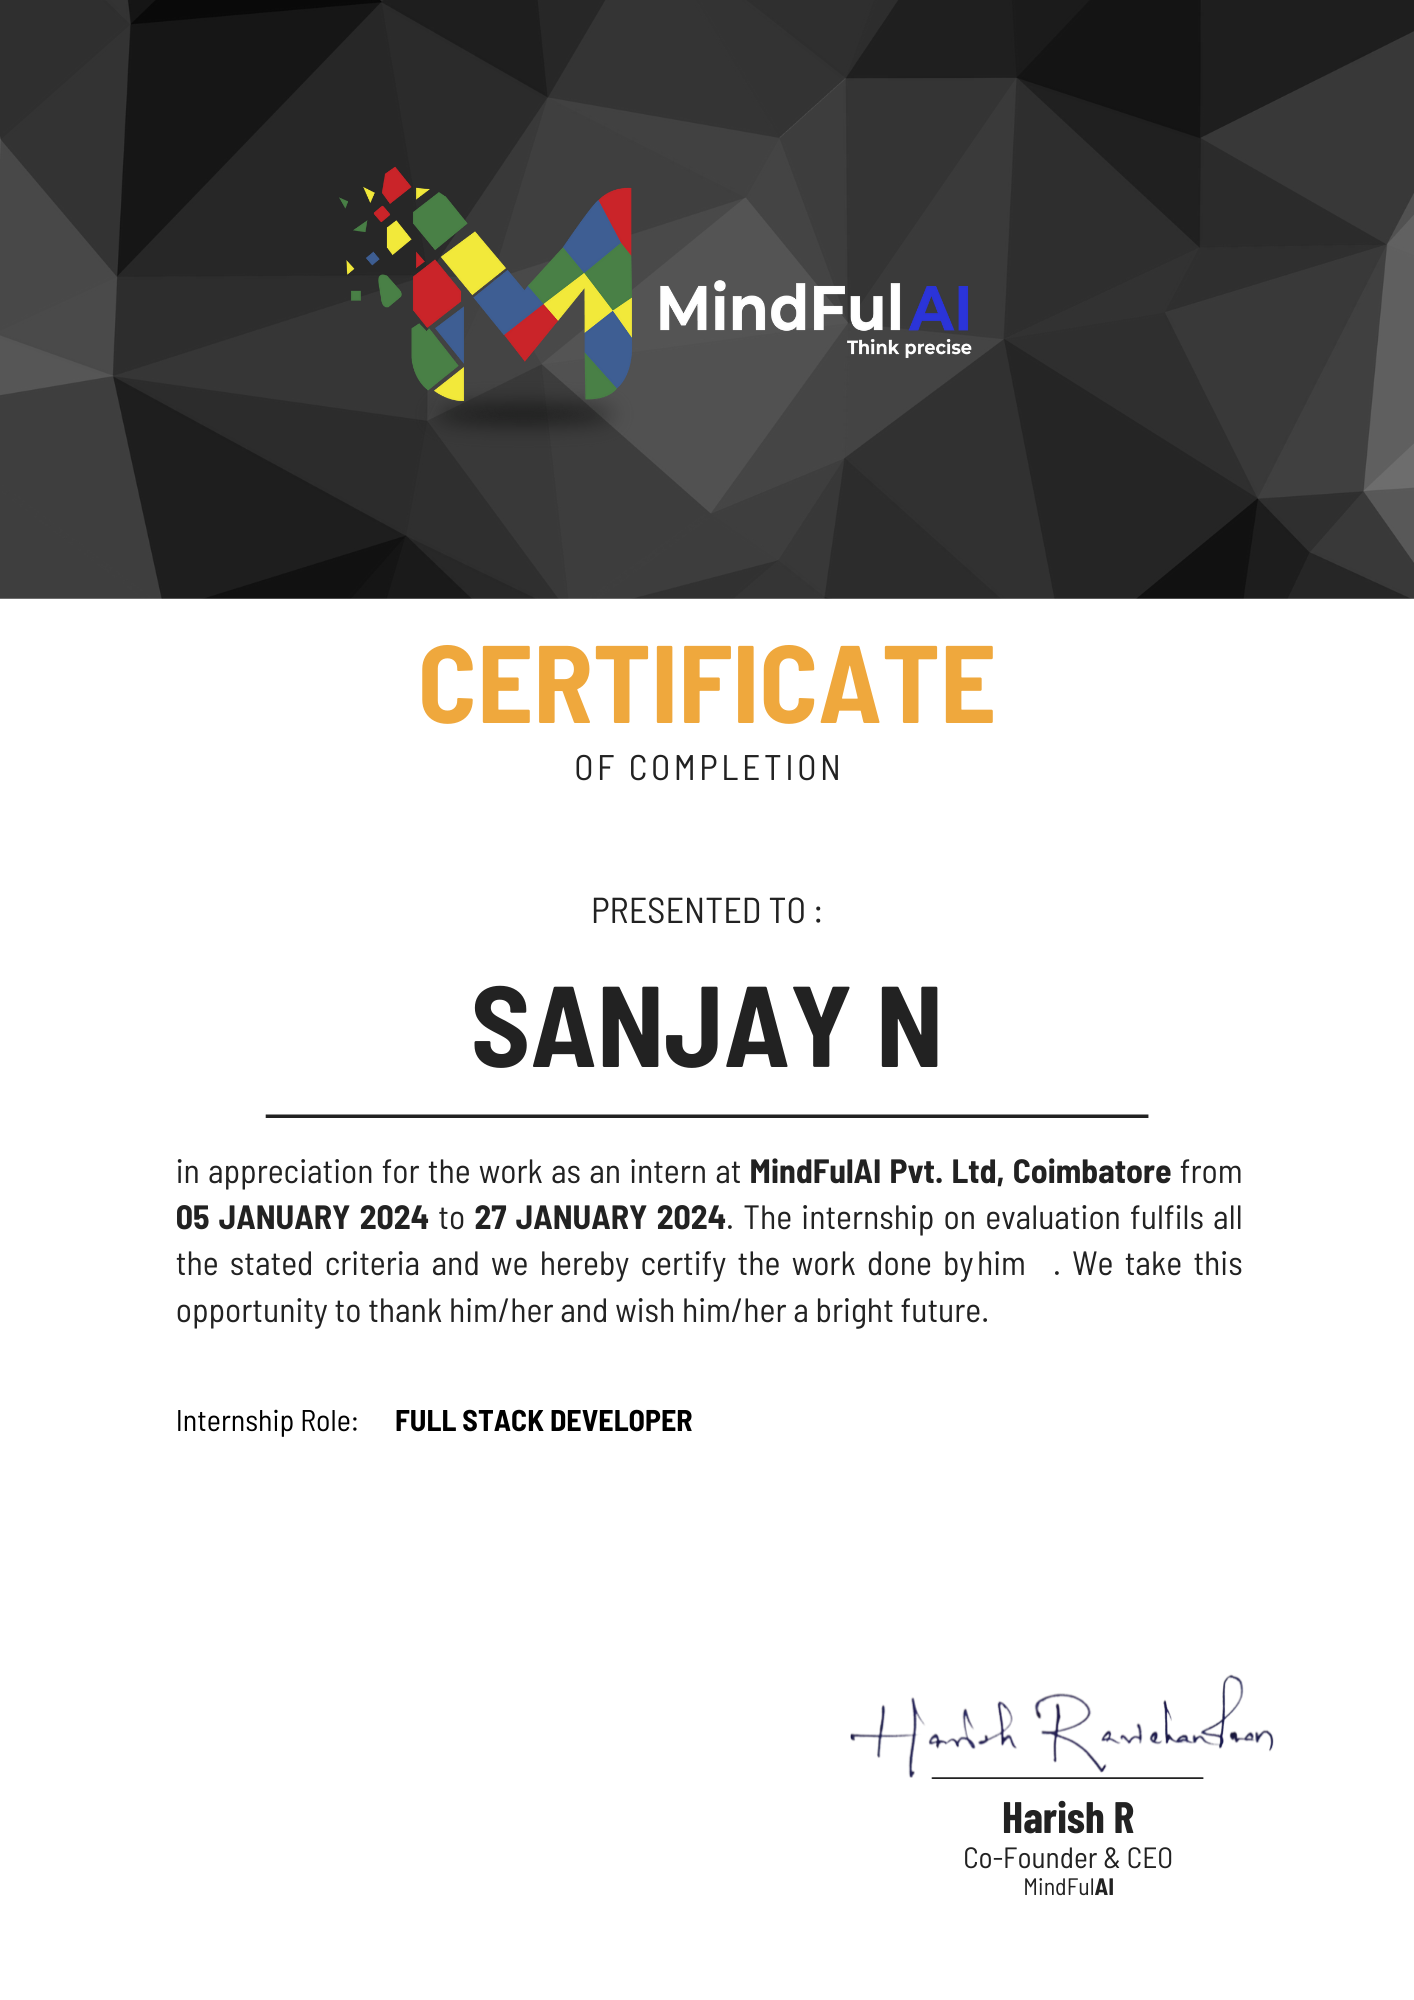 MindFul AI
Think precise
CERTIFICATE
OF COMPLETION
PRESENTED TO :
SANJAY N
in appreciation for the work as an intern at MindFulAI Pvt. Ltd, Coimbatore from
05 JANUARY 2024 to 27 JANUARY 2024. The internship on evaluation fulfils all
the stated criteria and we hereby certify the work done by him . We take this
opportunity to thank him/her and wish him/her a bright future.
Internship Role: FULL STACK DEVELOPER
Harish Ravichandran
Harish R
Co-Founder & CEO
MindFulAI